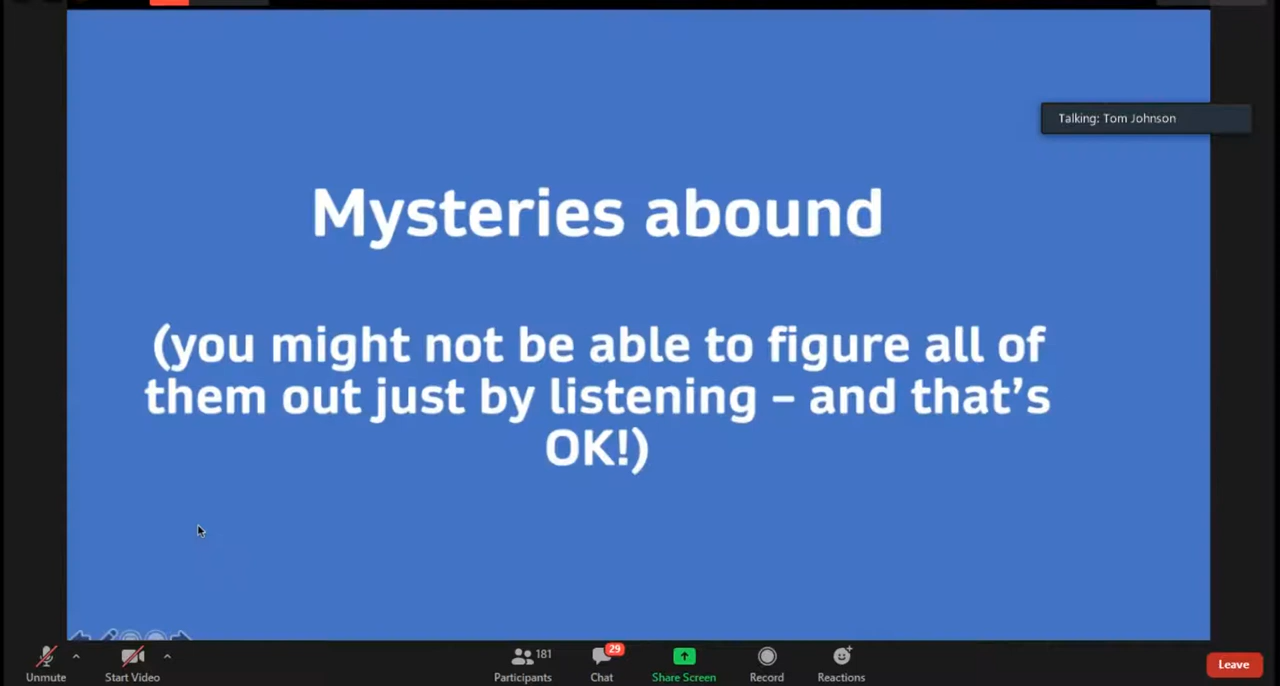 Talking: Tom Johnson
Mysteries abound
(you might not be able to figure all of
them out just by listening – and that’s
OK!)
181
29
Unmute
Start Video
Participants
Chat
Share Screen
Record
Reactions
Leave